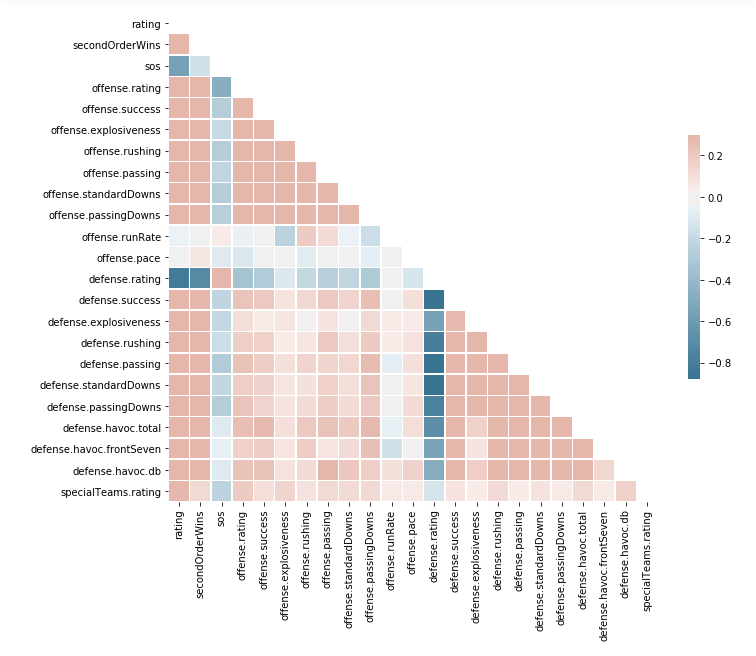 rating
secondOrderWins
sos
offense.rating
offense.success
offense.explosiveness
offense.rushing
offense.passing
offense.standardDowns
offense.passingDowns
offense.runRate
offense.pace
defense.rating
defense.success
defense.explosiveness
defense.rushing
defense.passing
defense.standardDowns
defense.passingDowns
defense.havoc.total
defense.havoc.frontSeven
defense.havoc.db
specialTeams.rating
rating
secondOrderWins
sos
offense.rating
offense.success
offense.explosiveness
offense.rushing
offense.passing
offense.standardDowns
offense.passingDowns
offense.runRate
offense.pace
defense.rating
defense.success
defense.explosiveness
defense.rushing
defense.passing
defense.standardDowns
defense.passingDowns
defense.havoc.total
defense.havoc.frontSeven
defense.havoc.db
specialTeams.rating
0.2
0.0
−0.2
−0.4
−0.6
−0.8